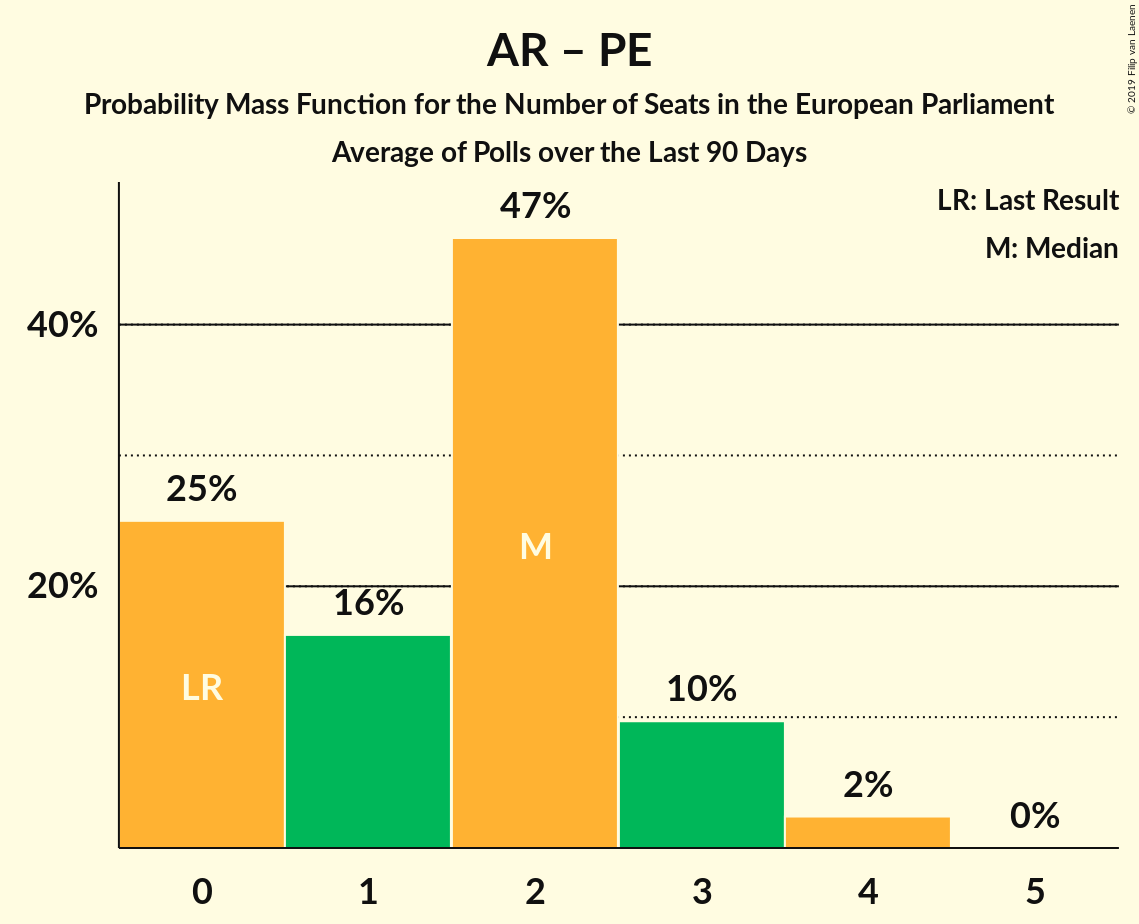 AR – PE
Probability Mass Function for the Number of Seats in the European Parliament
Average of Polls over the Last 90 Days
© 2019 Filip van Laenen
LR: Last Result
M: Median
47%
40%
25%
M
20%
16%
LR
10%
2%
0%
0 1 2 3 4 5